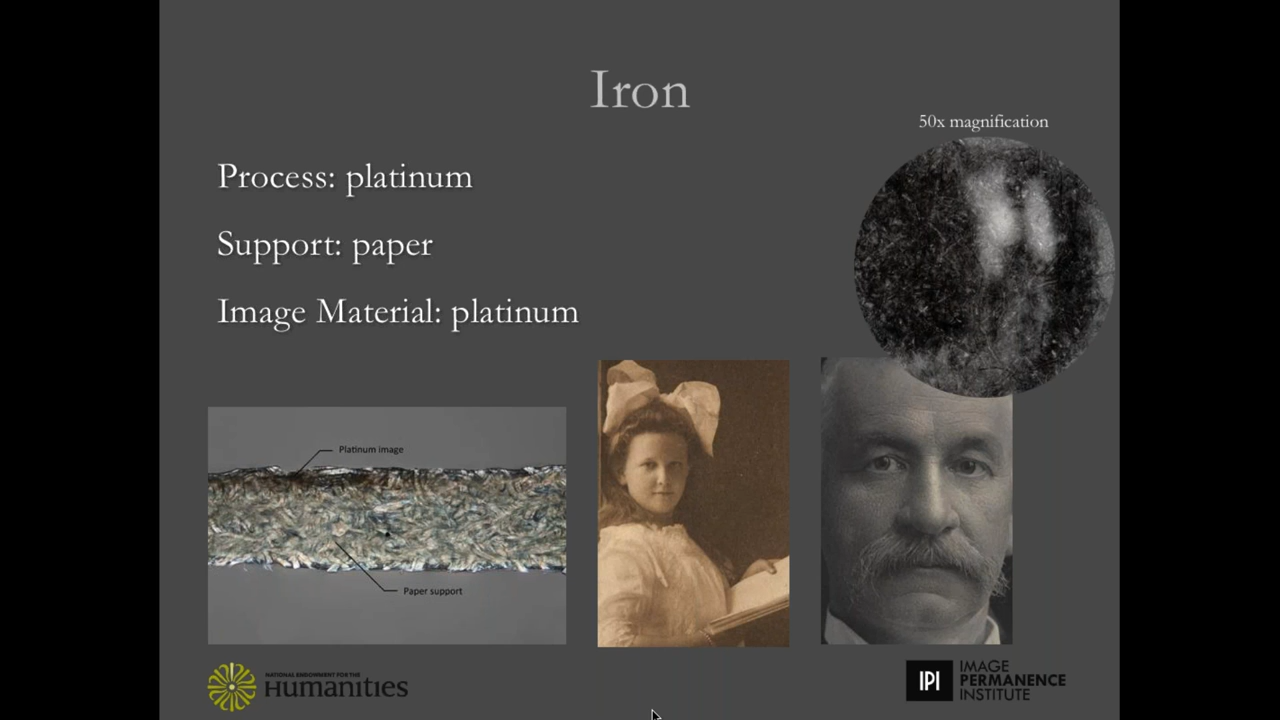 Iron
50x magnification
Process: platinum
Support: paper
Image Material: platinum
Platinum image
Paper support
NATIONAL ENDOWMENT FOR THE
Humanities
IPI
IMAGE
PERMANENCE
INSTITUTE